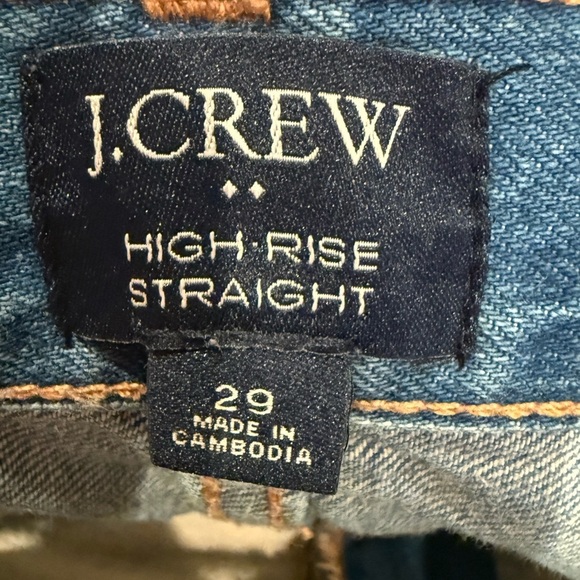 J.CREW
HIGH-RISE
STRAIGHT
29
MADE IN
CAMBODIA